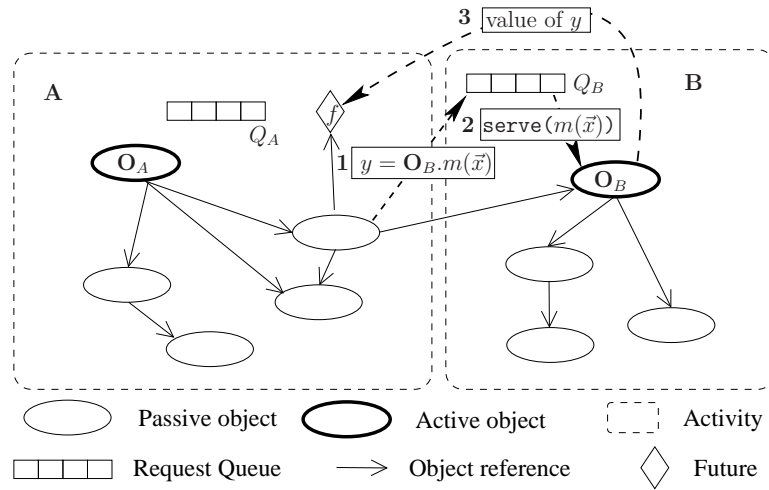 3 value of y
A
B
Q_A
f
Q_B
2 serve(m(x⃗))
1 y = O_B.m(x⃗)
O_A
O_B
Passive object
Active object
Activity
Request Queue
Object reference
Future